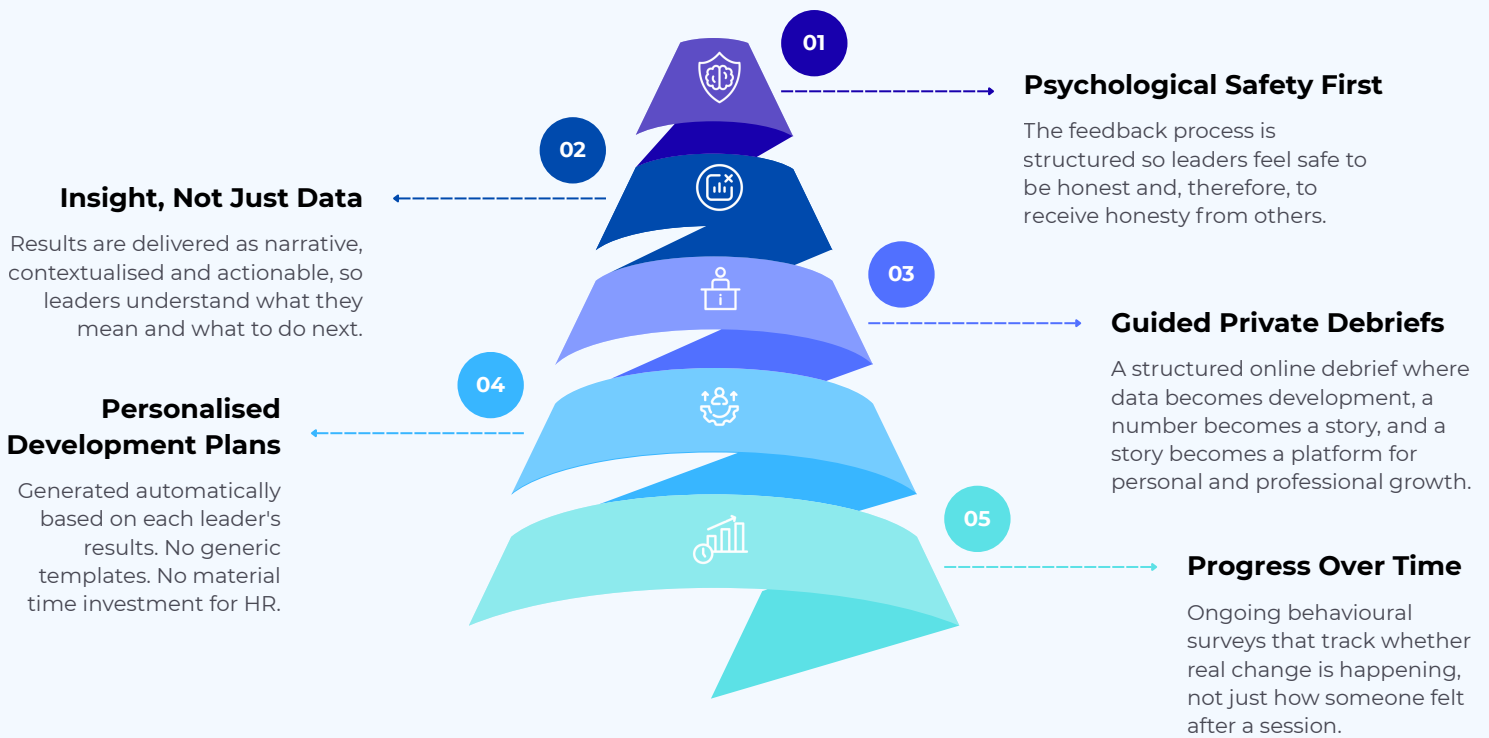 01
Psychological Safety First
The feedback process is
structured so leaders feel safe to
be honest and, therefore, to
receive honesty from others.
02
Insight, Not Just Data
Results are delivered as narrative,
contextualised and actionable, so
leaders understand what they
mean and what to do next.
03
Guided Private Debriefs
A structured online debrief where
data becomes development, a
number becomes a story, and a
story becomes a platform for
personal and professional growth.
04
Personalised
Development Plans
Generated automatically
based on each leader's
results. No generic
templates. No material
time investment for HR.
05
Progress Over Time
Ongoing behavioural
surveys that track whether
real change is happening,
not just how someone felt
after a session.